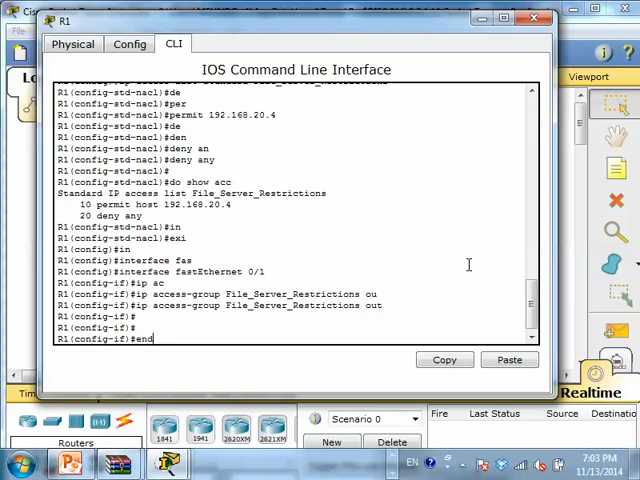 R1
Physical
Config
CLI
Viewport
IOS Command Line Interface
R1(config-std-nacl)#de
R1(config-std-nacl)#per
R1(config-std-nacl)#permit 192.168.20.4
R1(config-std-nacl)#de
R1(config-std-nacl)#den
R1(config-std-nacl)#deny an
R1(config-std-nacl)#deny any
R1(config-std-nacl)#
R1(config-std-nacl)#do show acc
Standard IP access list File_Server_Restrictions
10 permit host 192.168.20.4
20 deny any
R1(config-std-nacl)#in
R1(config-std-nacl)#exi
R1(config)#in
R1(config)#interface fas
R1(config)#interface fastEthernet 0/1
R1(config-if)#ip ac
R1(config-if)#ip access-group File_Server_Restrictions ou
R1(config-if)#ip access-group File_Server_Restrictions out
R1(config-if)#
R1(config-if)#
R1(config-if)#end
Copy
Paste
Realtime
Scenario 0
Fire
Last Status
Source
1841
1941
2620XM
2621XM
New
Delete
Routers
EN
7:03 PM
11/13/2014